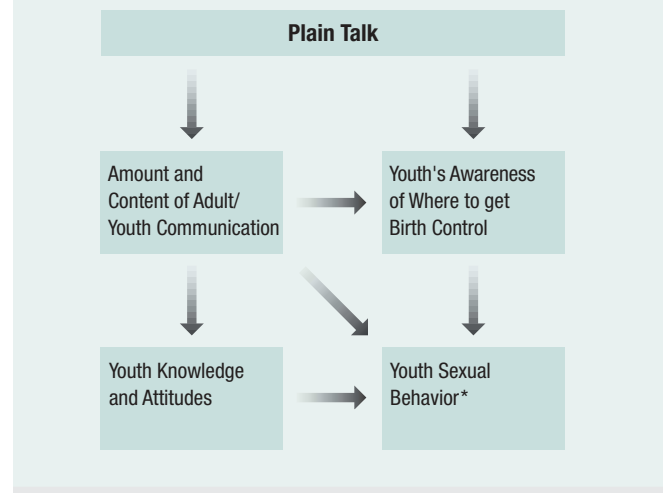 Plain Talk
Amount and
Content of Adult/
Youth Communication
Youth's Awareness
of Where to get
Birth Control
Youth Knowledge
and Attitudes
Youth Sexual
Behavior*